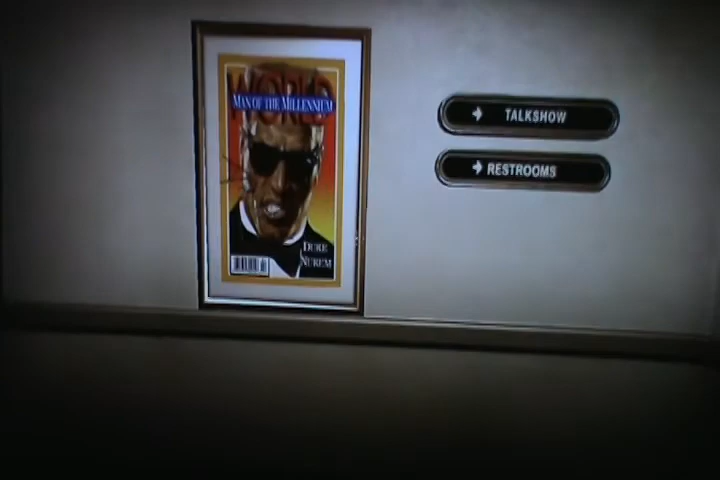 WORLD
MAN OF THE MILLENNIUM
DUKE
NUKEM
TALKSHOW
RESTROOMS